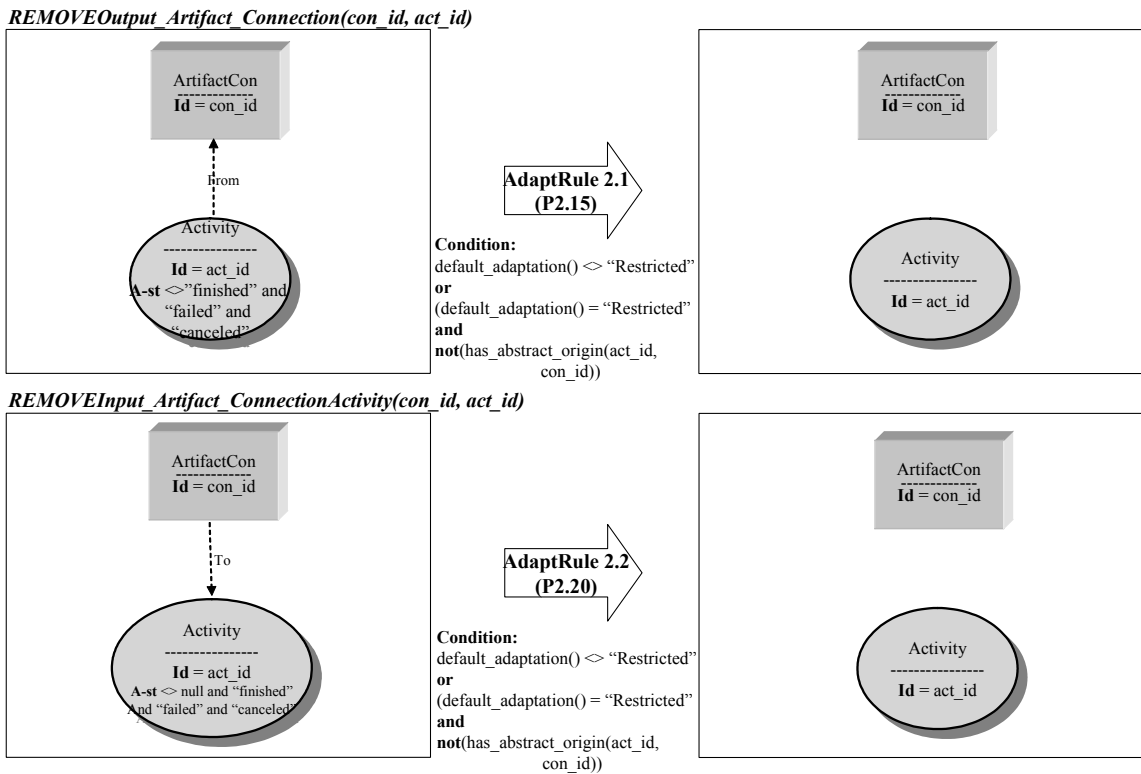 REMOVEOutput_Artifact_Connection(con_id, act_id)
ArtifactCon
-------------
Id = con_id
From
Activity
-----------------
Id = act_id
A-st <>”finished” and
“failed” and
“canceled”
AdaptRule 2.1
(P2.15)
Condition:
default_adaptation() <> “Restricted”
or
(default_adaptation() = “Restricted”
and
not(has_abstract_origin(act_id,
con_id))
ArtifactCon
-------------
Id = con_id
Activity
-----------------
Id = act_id
REMOVEInput_Artifact_ConnectionActivity(con_id, act_id)
ArtifactCon
-------------
Id = con_id
To
Activity
-----------------
Id = act_id
A-st <> null and “finished”
And “failed” and “canceled”
AdaptRule 2.2
(P2.20)
Condition:
default_adaptation() <> “Restricted”
or
(default_adaptation() = “Restricted”
and
not(has_abstract_origin(act_id,
con_id))
ArtifactCon
-------------
Id = con_id
Activity
-----------------
Id = act_id